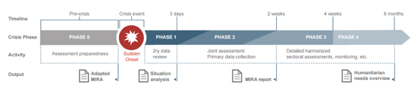 Timeline
Pre-crisis
Crisis event
3 days
2 weeks
4 weeks
6 months
Crisis Phase
PHASE 0
PHASE 1
PHASE 2
PHASE 3
PHASE 4
Activity
Assessment preparedness
Sudden
Onset
2ry data
review
Joint assessment:
Primary data collection
Detailed harmonized
sectoral assessments, monitoring, etc.
Output
Adapted
MIRA
Situation
analysis
MIRA report
Humanitarian
needs overview